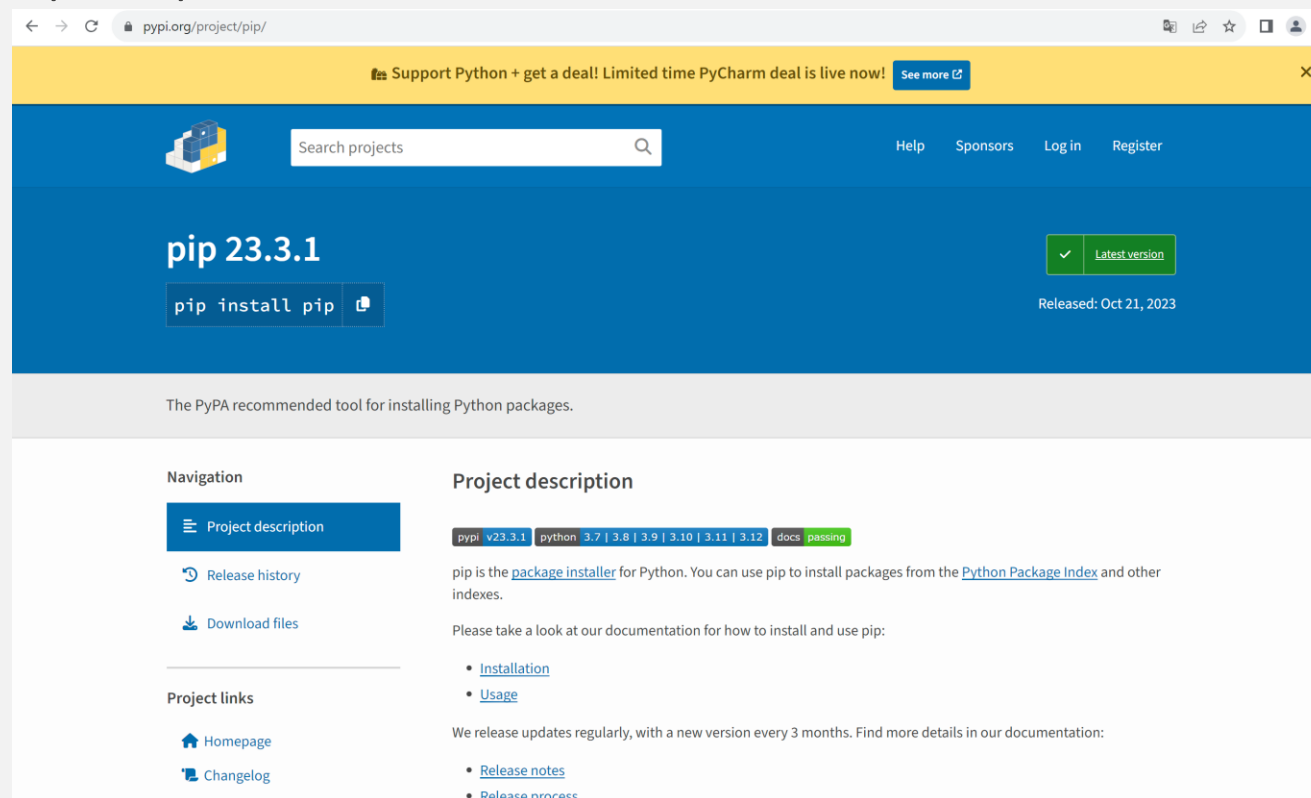 pypi.org/project/pip/
Support Python + get a deal! Limited time PyCharm deal is live now! See more
Search projects
Help Sponsors Log in Register
pip 23.3.1
Latest version
pip install pip
Released: Oct 21, 2023
The PyPA recommended tool for installing Python packages.
Navigation
Project description
Release history
Download files
Project links
Homepage
Changelog
Project description
pypi v23.3.1 python 3.7 | 3.8 | 3.9 | 3.10 | 3.11 | 3.12 docs passing
pip is the package installer for Python. You can use pip to install packages from the Python Package Index and other
indexes.
Please take a look at our documentation for how to install and use pip:
• Installation
• Usage
We release updates regularly, with a new version every 3 months. Find more details in our documentation:
• Release notes
• Release process